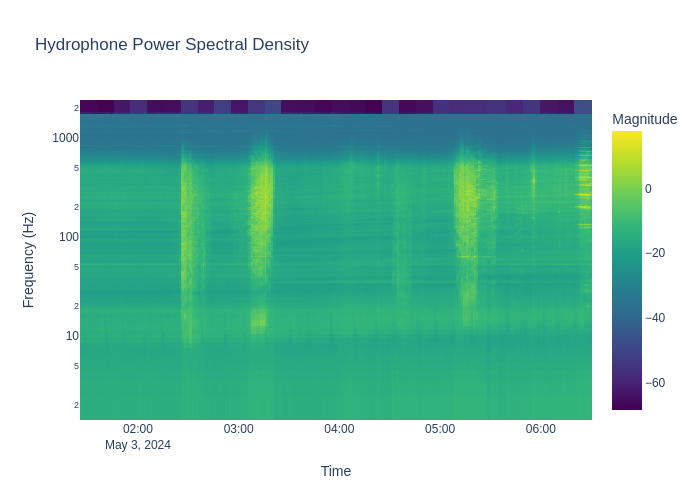 Hydrophone Power Spectral Density
Magnitude
2
1000
5
2
100
5
2
10
5
2
0
−20
−40
−60
Frequency (Hz)
02:00 03:00 04:00 05:00 06:00
May 3, 2024
Time